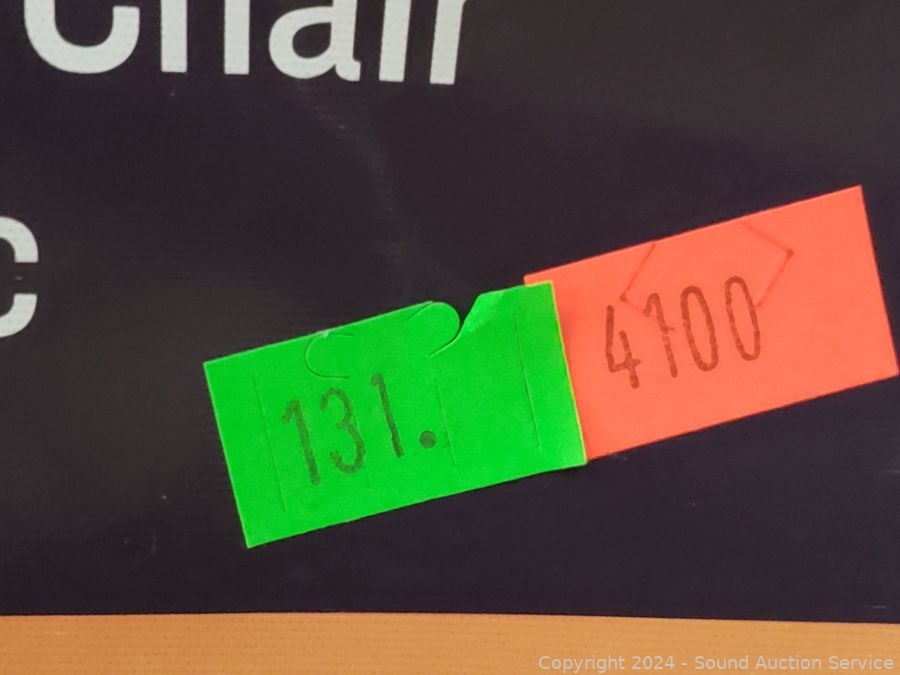 Chair
c
4100
131.
Copyright 2024 - Sound Auction Service